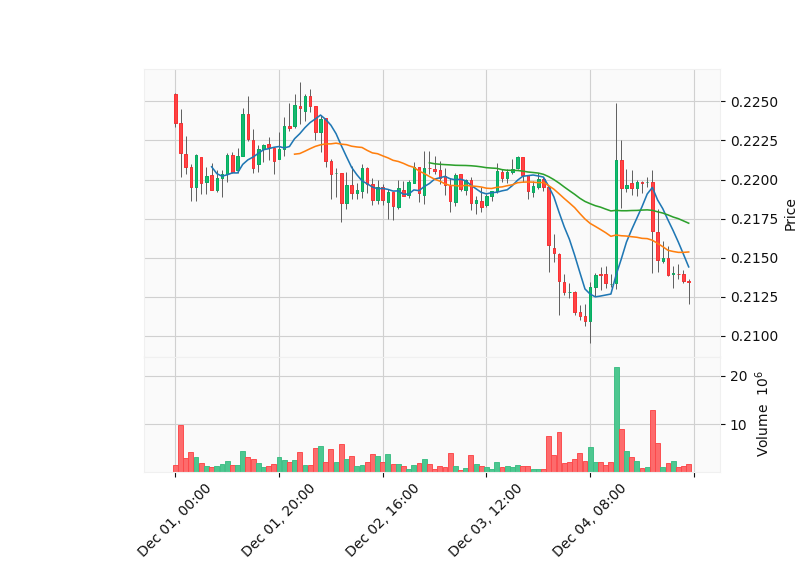 0.2250
0.2225
0.2200
0.2175
0.2150
0.2125
0.2100
Price
20
10
Volume 10⁶
Dec 01, 00:00
Dec 01, 20:00
Dec 02, 16:00
Dec 03, 12:00
Dec 04, 08:00